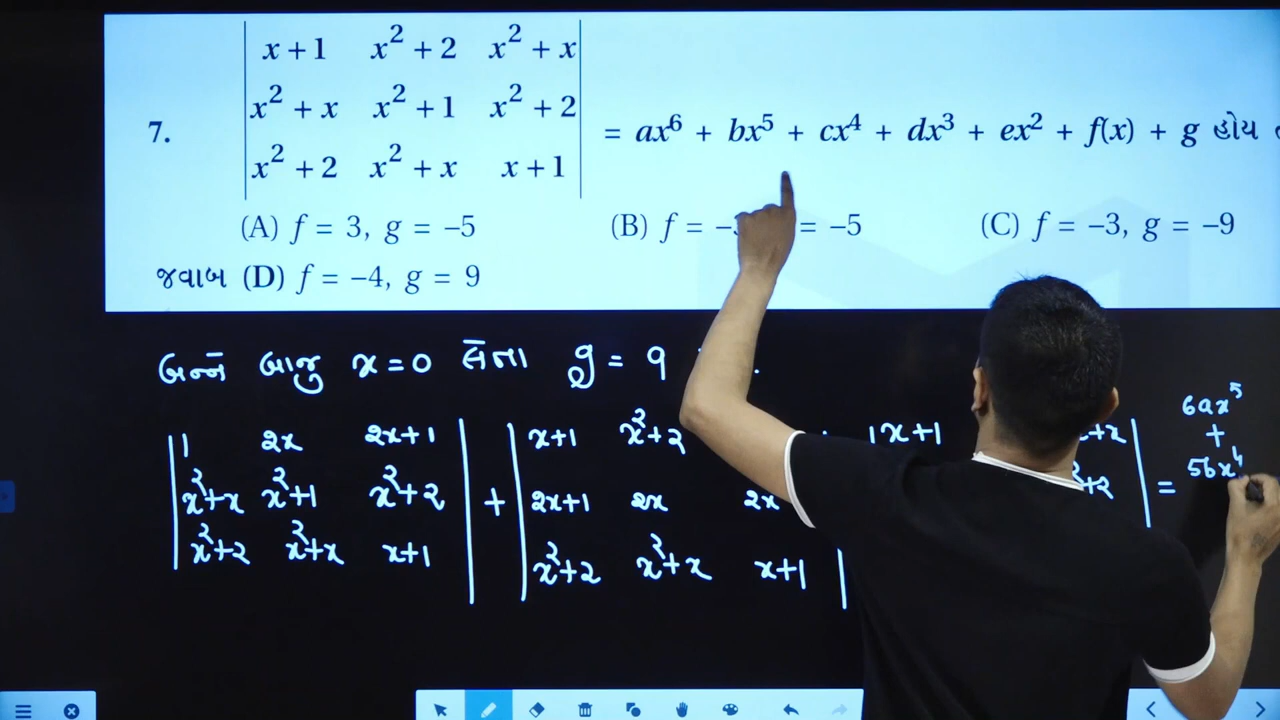 7. | x + 1 x² + 2 x² + x |
| x² + x x² + 1 x² + 2 | = ax⁶ + bx⁵ + cx⁴ + dx³ + ex² + f(x) + g હોય
| x² + 2 x² + x x + 1 |
(A) f = 3, g = –5 (B) f = – = –5 (C) f = –3, g = –9
જવાબ (D) f = –4, g = 9
બન્ને બાજુ x = 0 લેતા g = 9
| 1 2x 2x+1 | | x+1 x²+2 | x+1 +x | 6ax⁵
+
| x²+x x²+1 x²+2 | + | 2x+1 2x 2x +2 | = 5bx⁴
| x²+2 x²+x x+1 | | x²+2 x²+x x+1 |